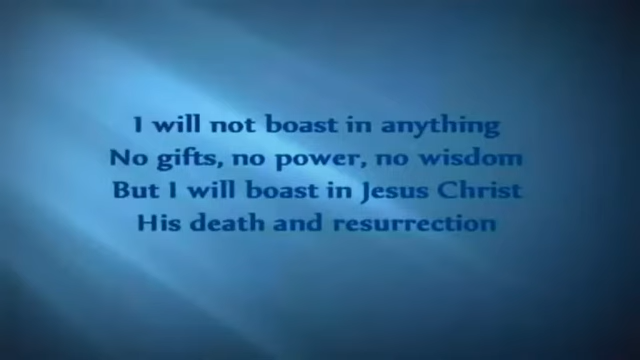 I will not boast in anything
No gifts, no power, no wisdom
But I will boast in Jesus Christ
His death and resurrection